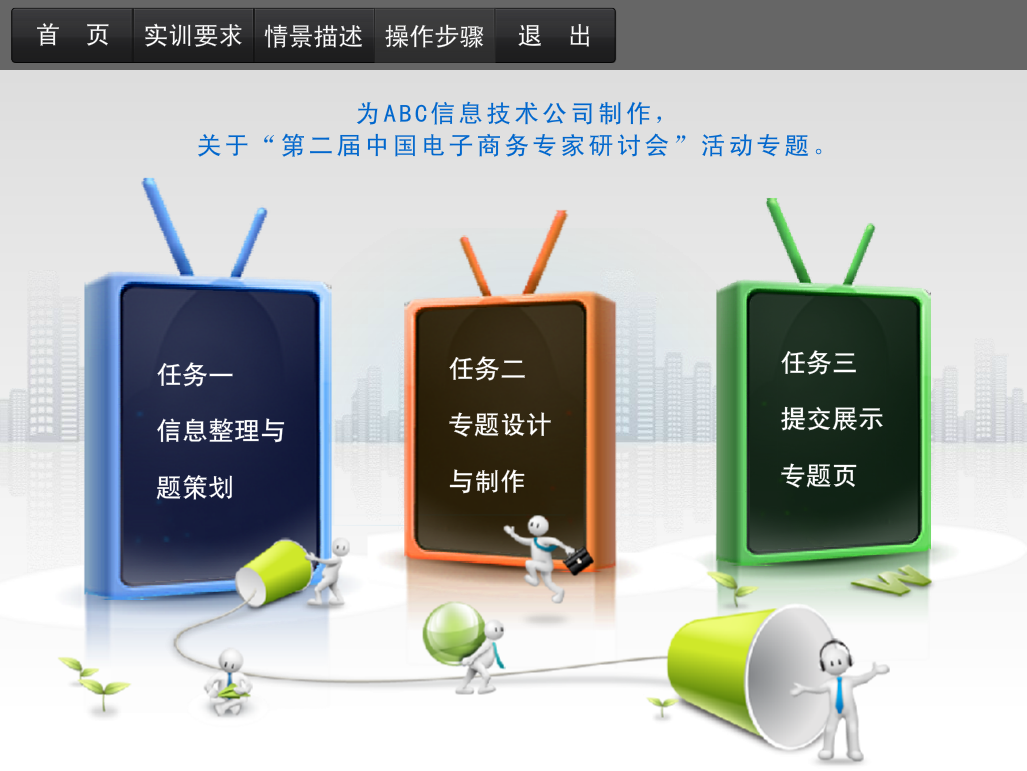 首 页
实训要求
情景描述
操作步骤
退 出
为ABC信息技术公司制作，
关于“第二届中国电子商务专家研讨会”活动专题。
任务一
信息整理与
题策划
任务二
专题设计
与制作
任务三
提交展示
专题页